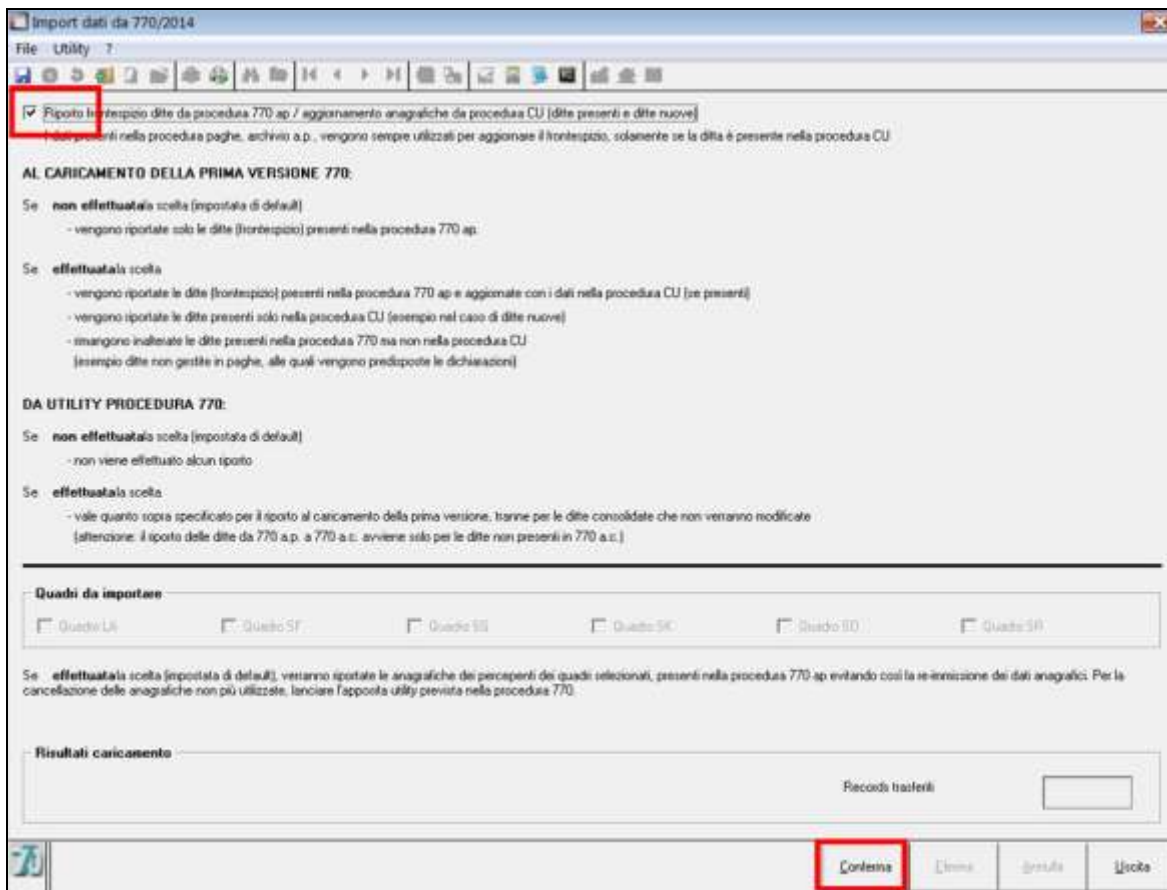 Import dati da 770/2014
File Utility ?
Riporto frontespizio ditte da procedura 770 ap / aggiornamento anagrafiche da procedura CU (ditte presenti e ditte nuove)
I dati presenti nella procedura paghe, archivio a.p., vengono sempre utilizzati per aggiornare il frontespizio, solamente se la ditta è presente nella procedura CU
AL CARICAMENTO DELLA PRIMA VERSIONE 770:
Se non effettuata la scelta (impostata di default)
- vengono riportate solo le ditte (frontespizio) presenti nella procedura 770 ap.
Se effettuata la scelta
- vengono riportate le ditte (frontespizio) presenti nella procedura 770 ap e aggiornate con i dati nella procedura CU (se presenti)
- vengono riportate le ditte presenti solo nella procedura CU (esempio nel caso di ditte nuove)
- rimangono inalterate le ditte presenti nella procedura 770 ma non nella procedura CU
(esempio ditte non gestite in paghe, alle quali vengono predisposte le dichiarazioni)
DA UTILITY PROCEDURA 770:
Se non effettuata la scelta (impostata di default)
- non viene effettuato alcun riporto
Se effettuata la scelta
- vale quanto sopra specificato per il riporto al caricamento della prima versione, tranne per le ditte consolidate che non verranno modificate
(attenzione: il riporto delle ditte da 770 a.p. a 770 a.c. avviene solo per le ditte non presenti in 770 a.c.)
Quadri da importare
Quadro LA Quadro SF Quadro SG Quadro SK Quadro SO Quadro SR
Se effettuata la scelta (impostata di default), verranno riportate le anagrafiche dei percepenti dei quadri selezionati, presenti nella procedura 770 ap evitando così la re-immissione dei dati anagrafici. Per la
cancellazione delle anagrafiche non più utilizzate, lanciare l'apposita utility prevista nella procedura 770.
Risultati caricamento
Records trasferiti
Conferma Elimina Annulla Uscita